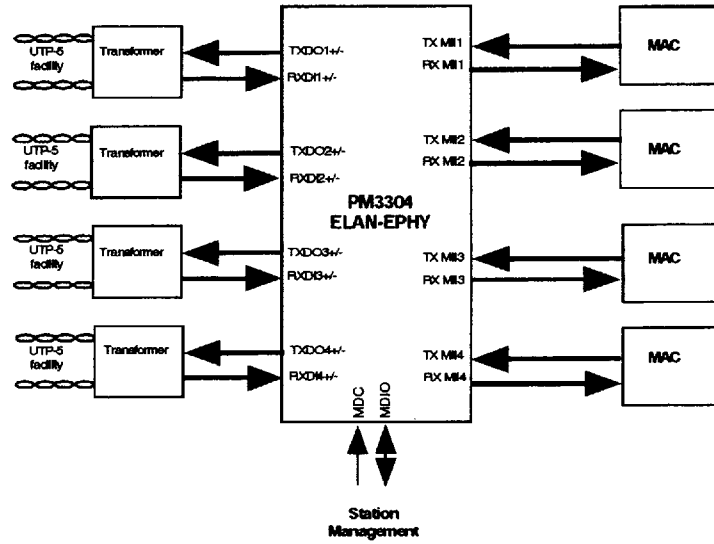 UTP-5
facility
Transformer
TXDO1+/-
RXDI1+/-
TX MII1
RX MII1
MAC
UTP-5
facility
Transformer
TXDO2+/-
RXDI2+/-
TX MII2
RX MII2
MAC
PM3304
ELAN-EPHY
UTP-5
facility
Transformer
TXDO3+/-
RXDI3+/-
TX MII3
RX MII3
MAC
UTP-5
facility
Transformer
TXDO4+/-
RXDI4+/-
TX MII4
RX MII4
MAC
MDC
MDIO
Station
Management